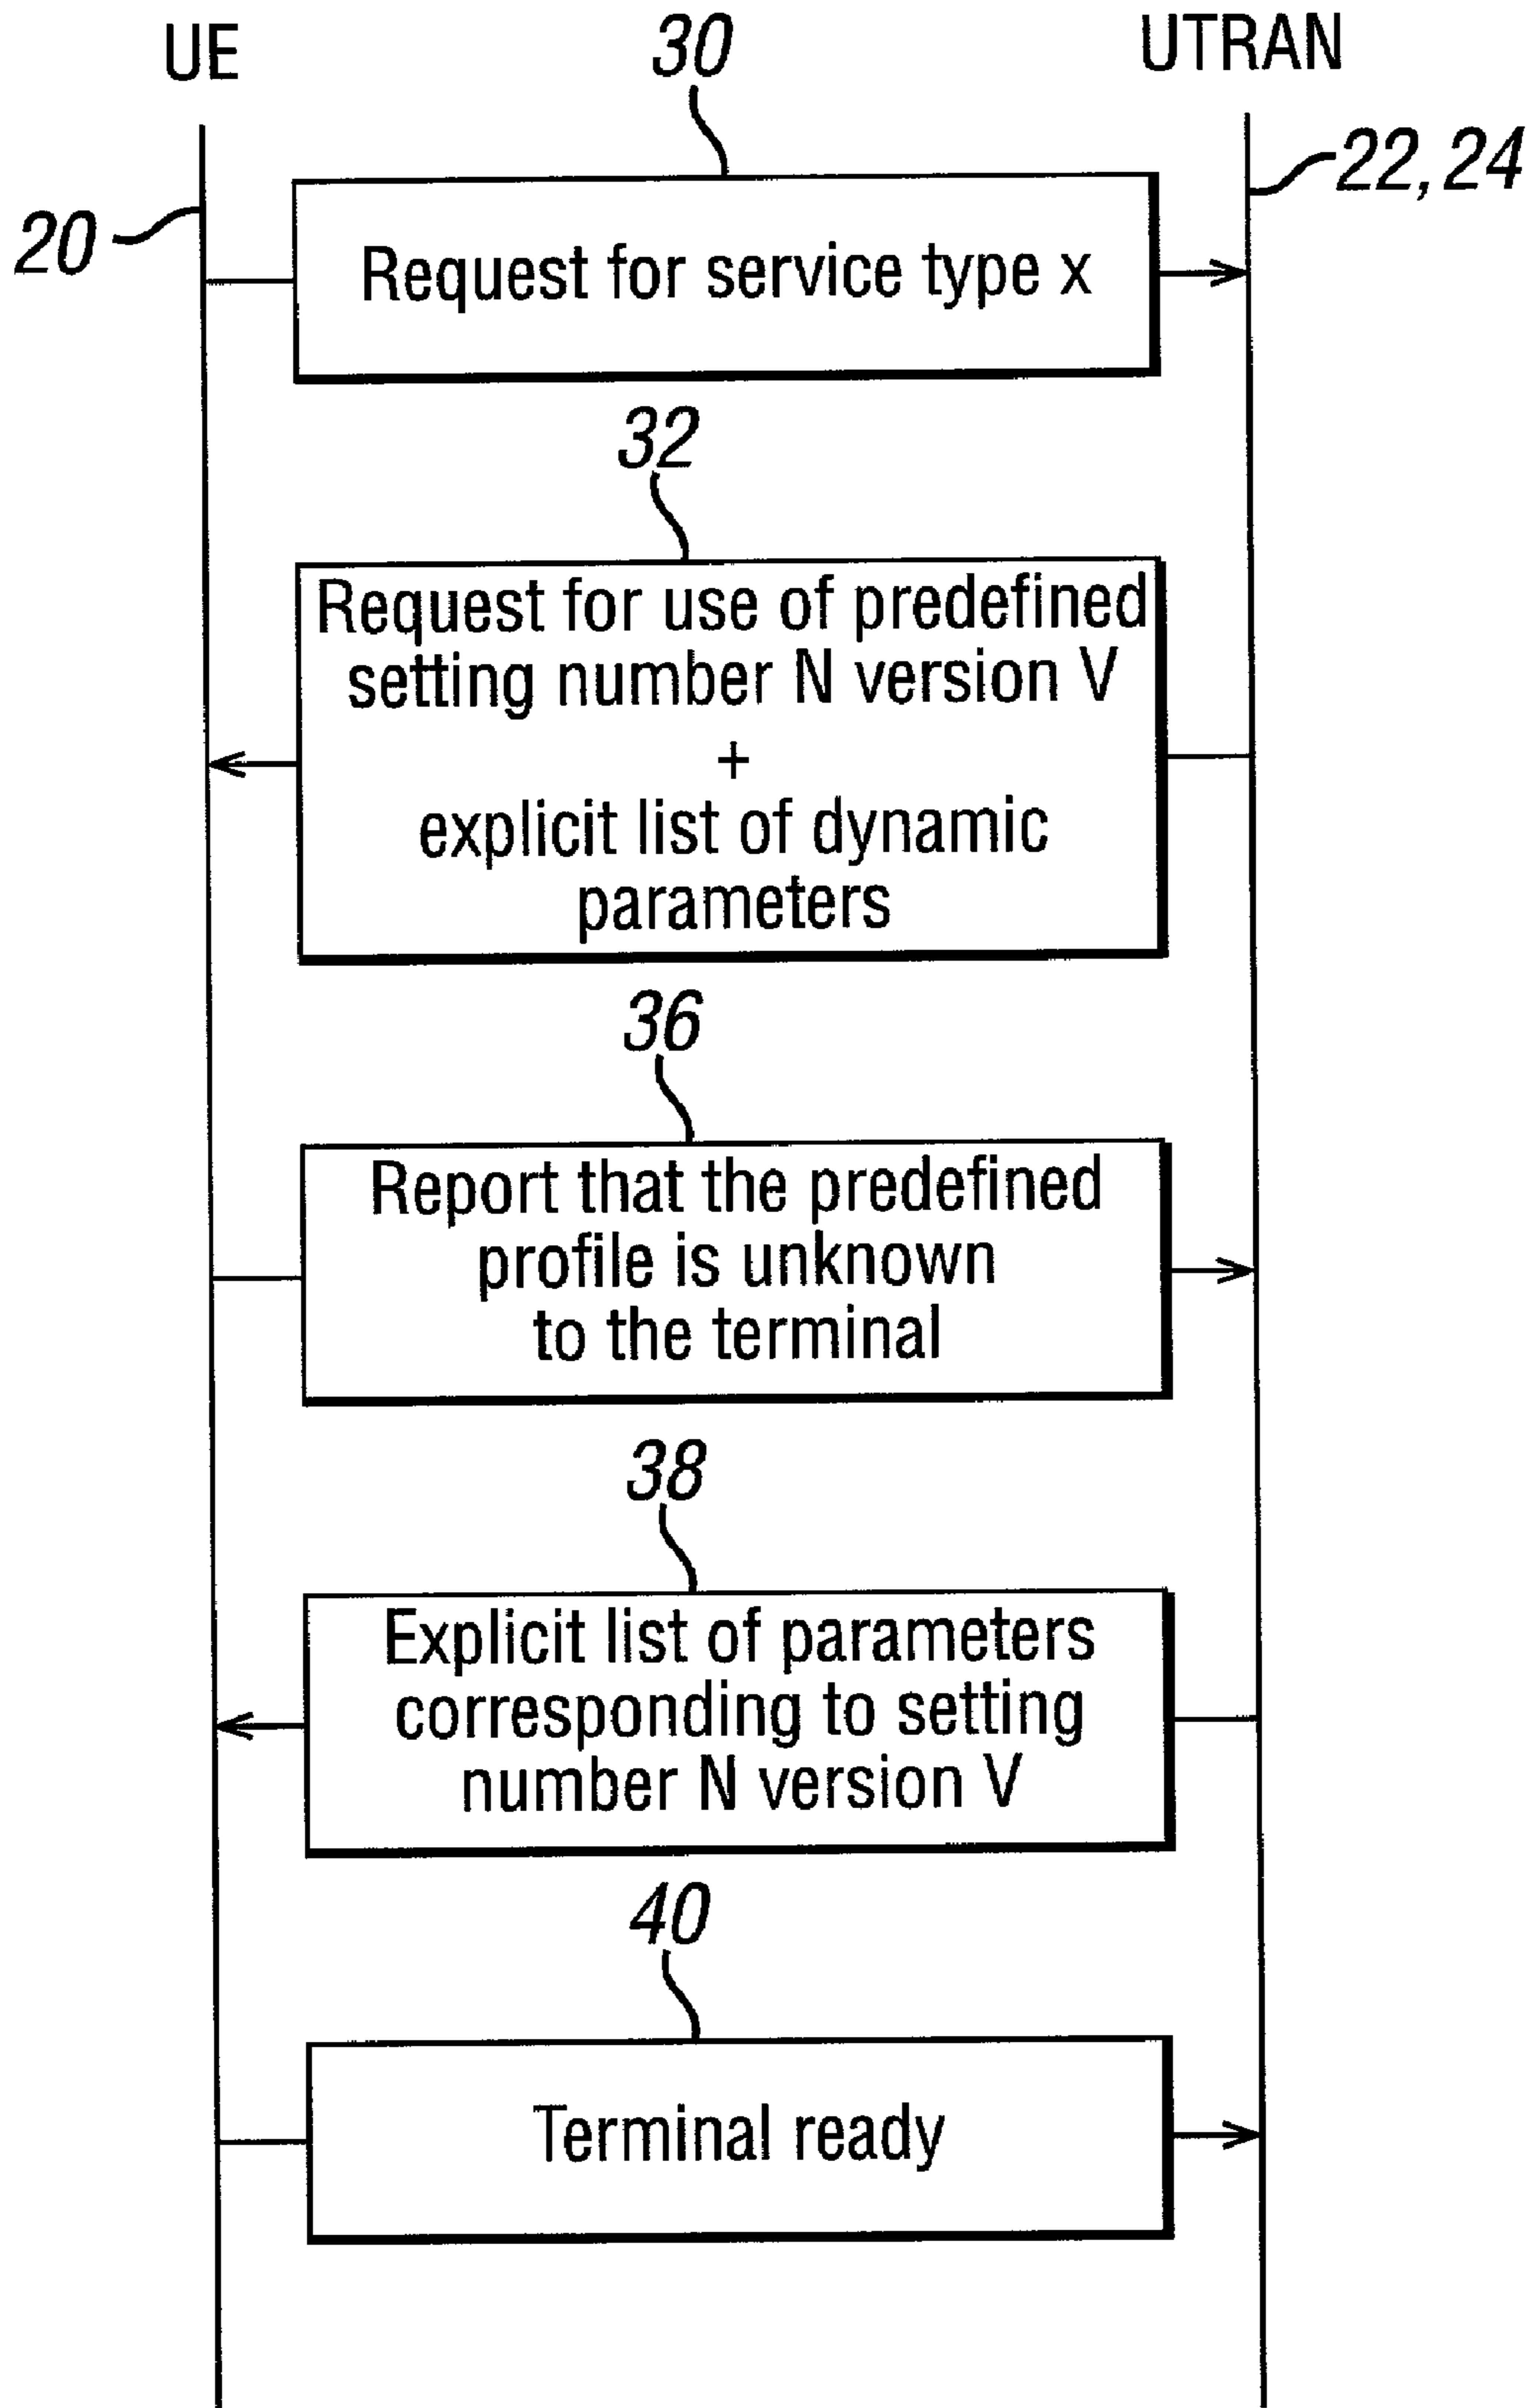 UE
UTRAN
30
22, 24
20
Request for service type x
32
Request for use of predefined
setting number N version V
+
explicit list of dynamic
parameters
36
Report that the predefined
profile is unknown
to the terminal
38
Explicit list of parameters
corresponding to setting
number N version V
40
Terminal ready